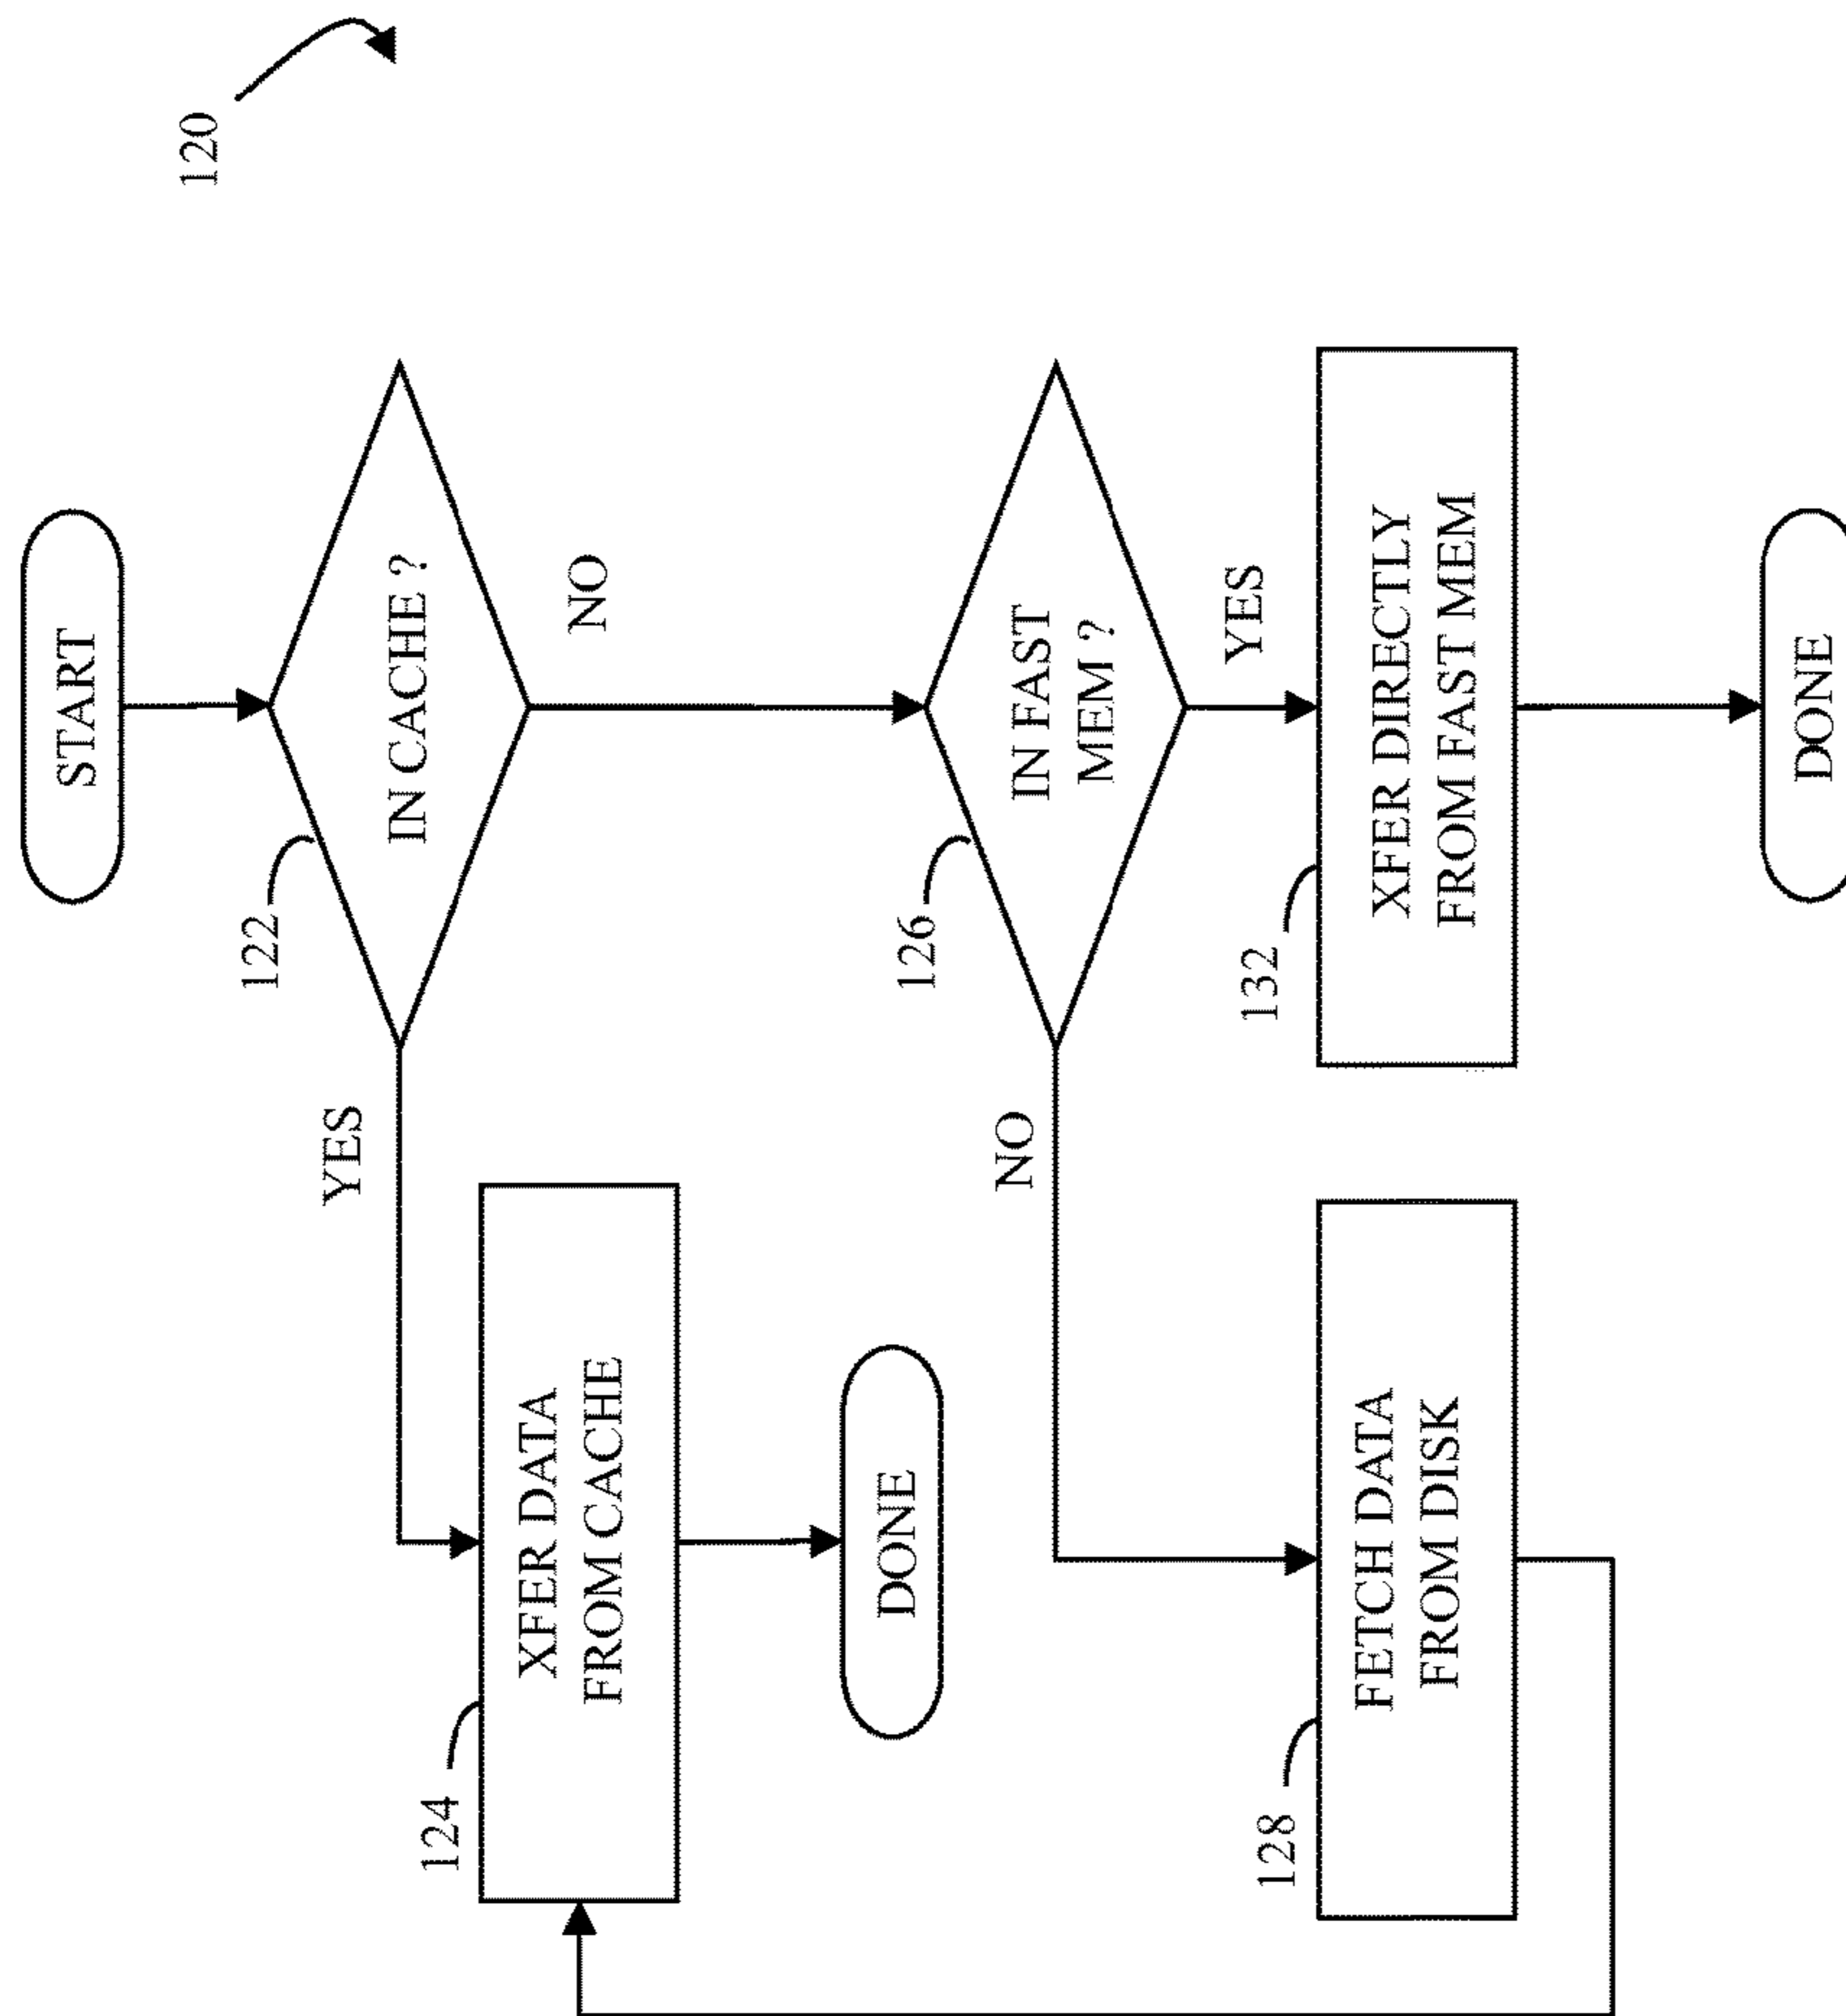 120
START
122
IN CACHE ?
YES
NO
124
XFER DATA
FROM CACHE
DONE
126
IN FAST
MEM ?
NO
YES
128
FETCH DATA
FROM DISK
132
XFER DIRECTLY
FROM FAST MEM
DONE